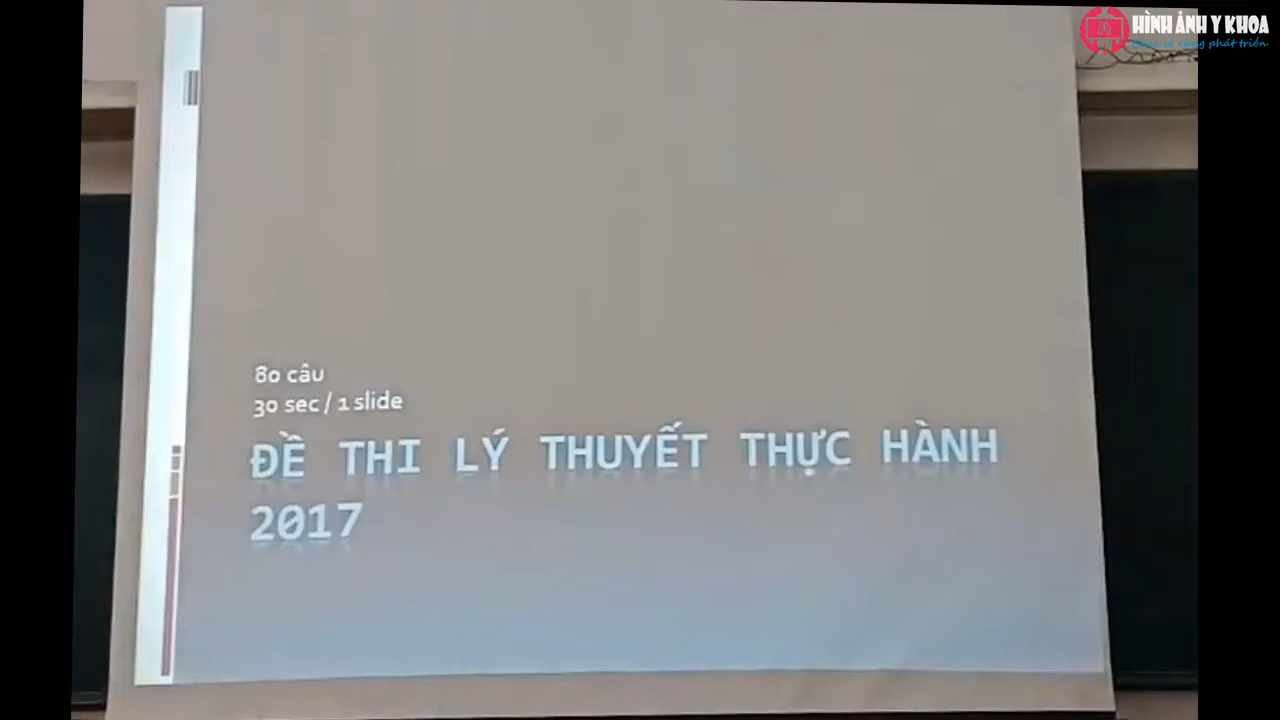 HÌNH ẢNH Y KHOA
80 câu
30 sec / 1 slide
ĐỀ THI LÝ THUYẾT THỰC HÀNH
2017